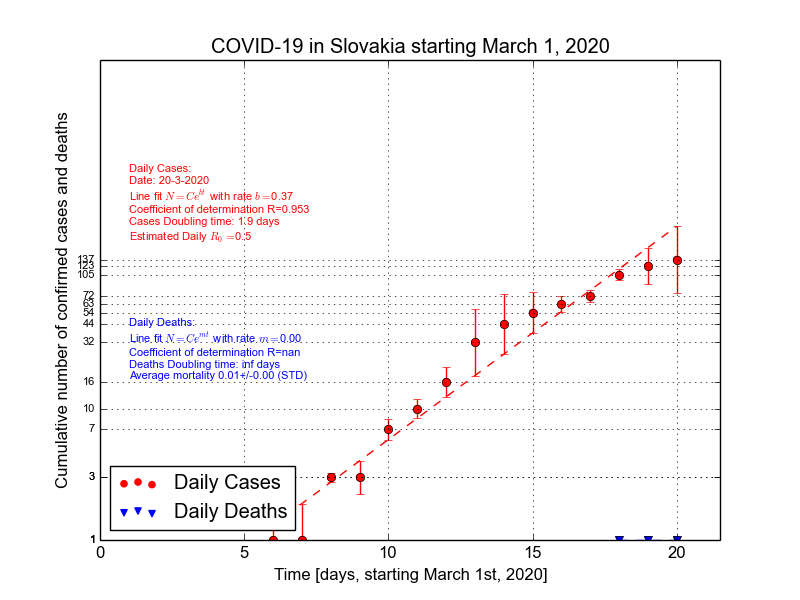 COVID-19 in Slovakia starting March 1, 2020
Cumulative number of confirmed cases and deaths
Daily Cases:
Date: 20-3-2020
Line fit N = Ce^{bt} with rate b =0.37
Coefficient of determination R=0.953
Cases Doubling time: 1.9 days
Estimated Daily R_0 =0.5
137
123
105
72
63
54
44
32
16
10
7
3
1
Daily Deaths:
Line fit N = Ce^{mt} with rate m =0.00
Coefficient of determination R=nan
Deaths Doubling time: inf days
Average mortality 0.01+/-0.00 (STD)
Daily Cases
Daily Deaths
0 5 10 15 20
Time [days, starting March 1st, 2020]